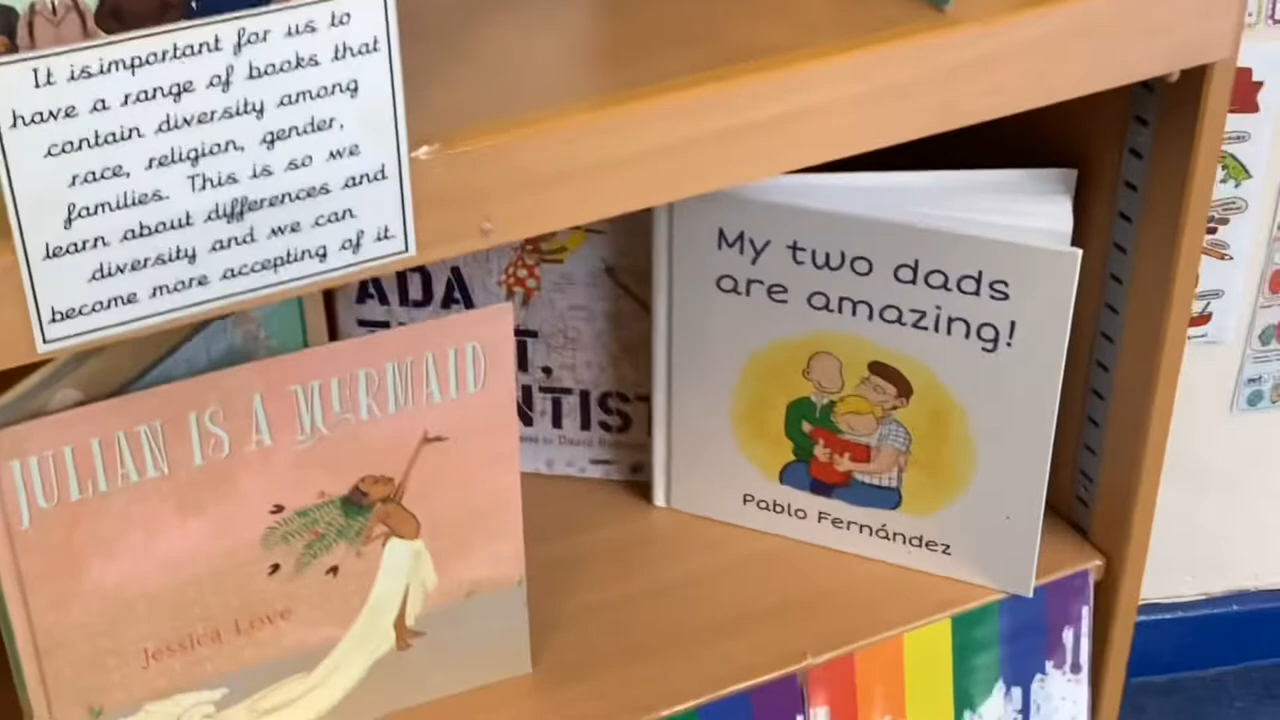 It is important for us to
have a range of books that
contain diversity among
race, religion, gender,
families. This is so we
learn about differences and
diversity and we can
become more accepting of it.
JULIAN IS A MERMAID
Jessica Love
ADA
My two dads
are amazing!
Pablo Fernández